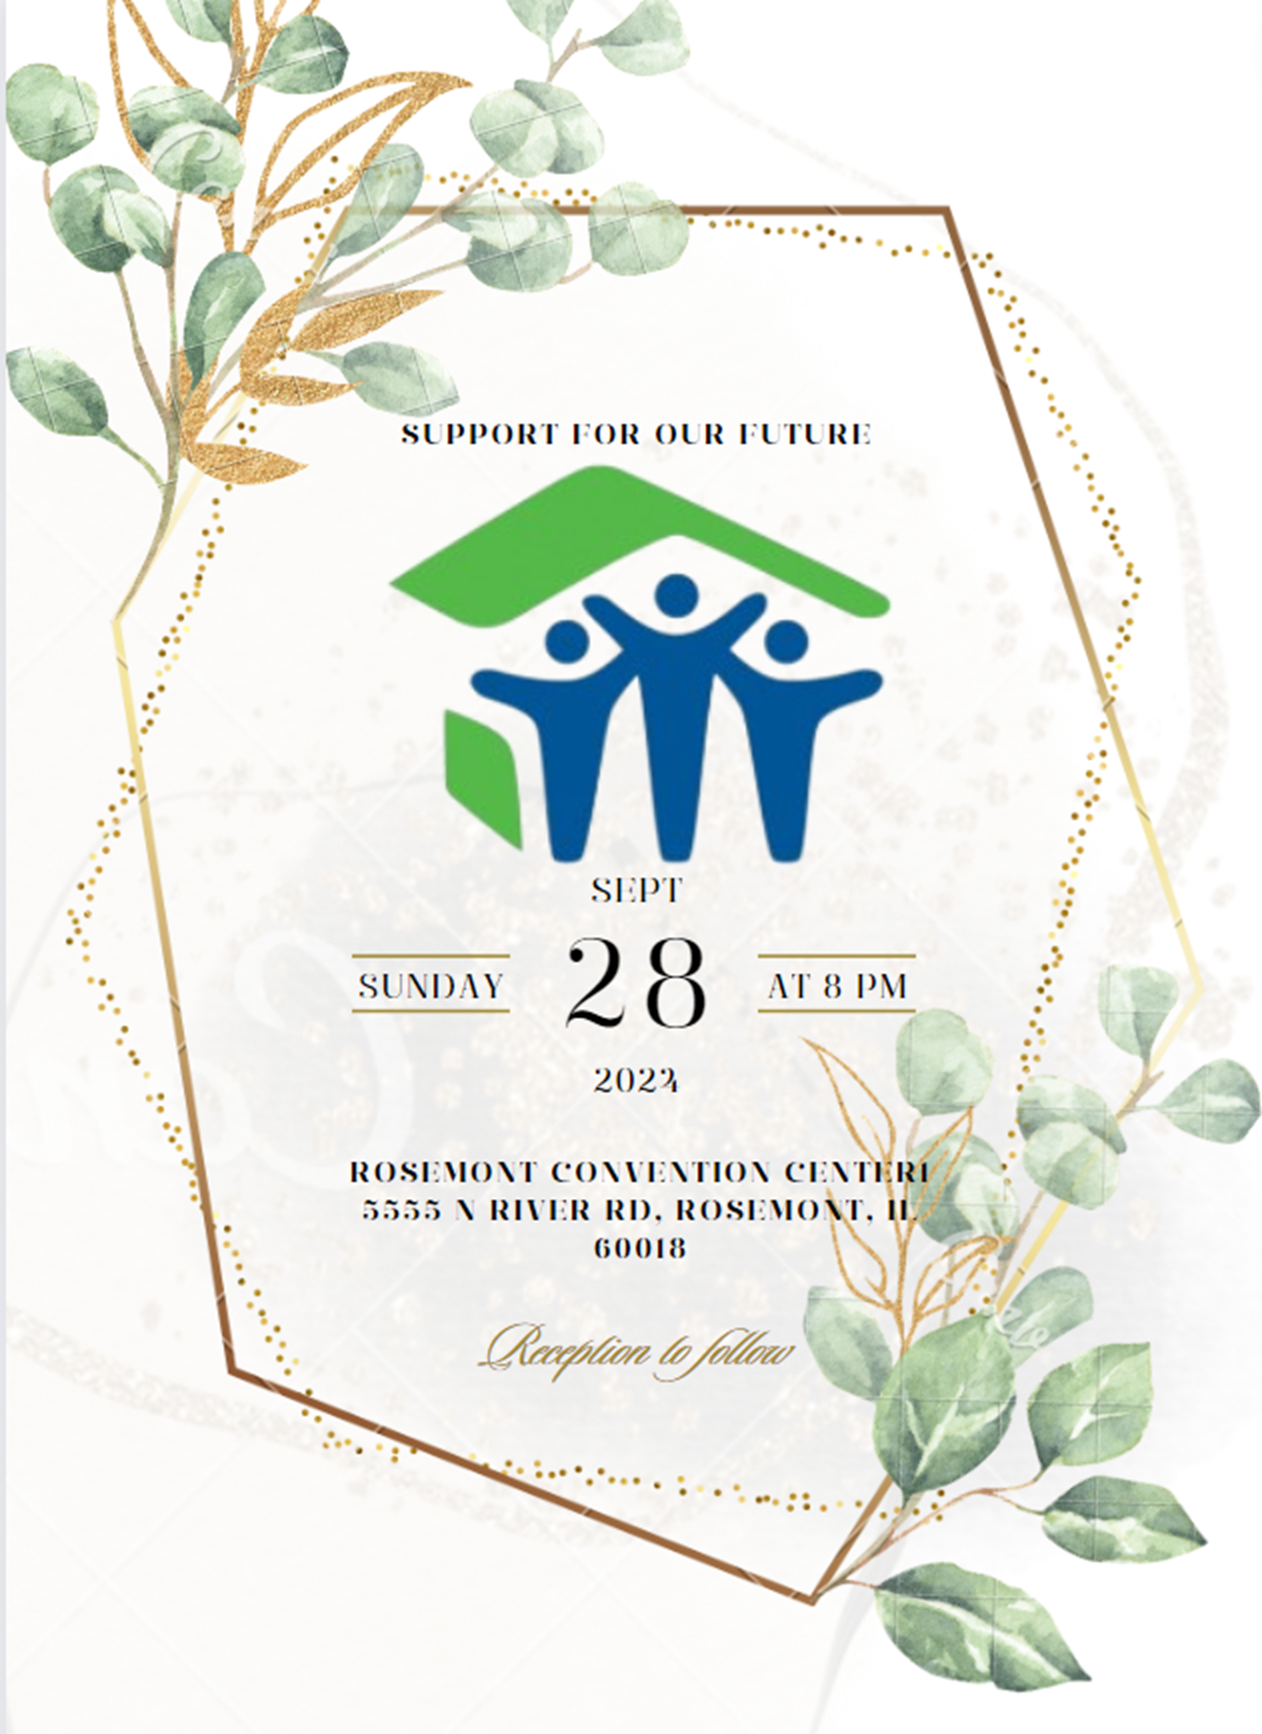 SUPPORT FOR OUR FUTURE
SEPT
SUNDAY 28 AT 8 PM
2024
ROSEMONT CONVENTION CENTERI
5555 N RIVER RD, ROSEMONT, IL
60018
Reception to follow